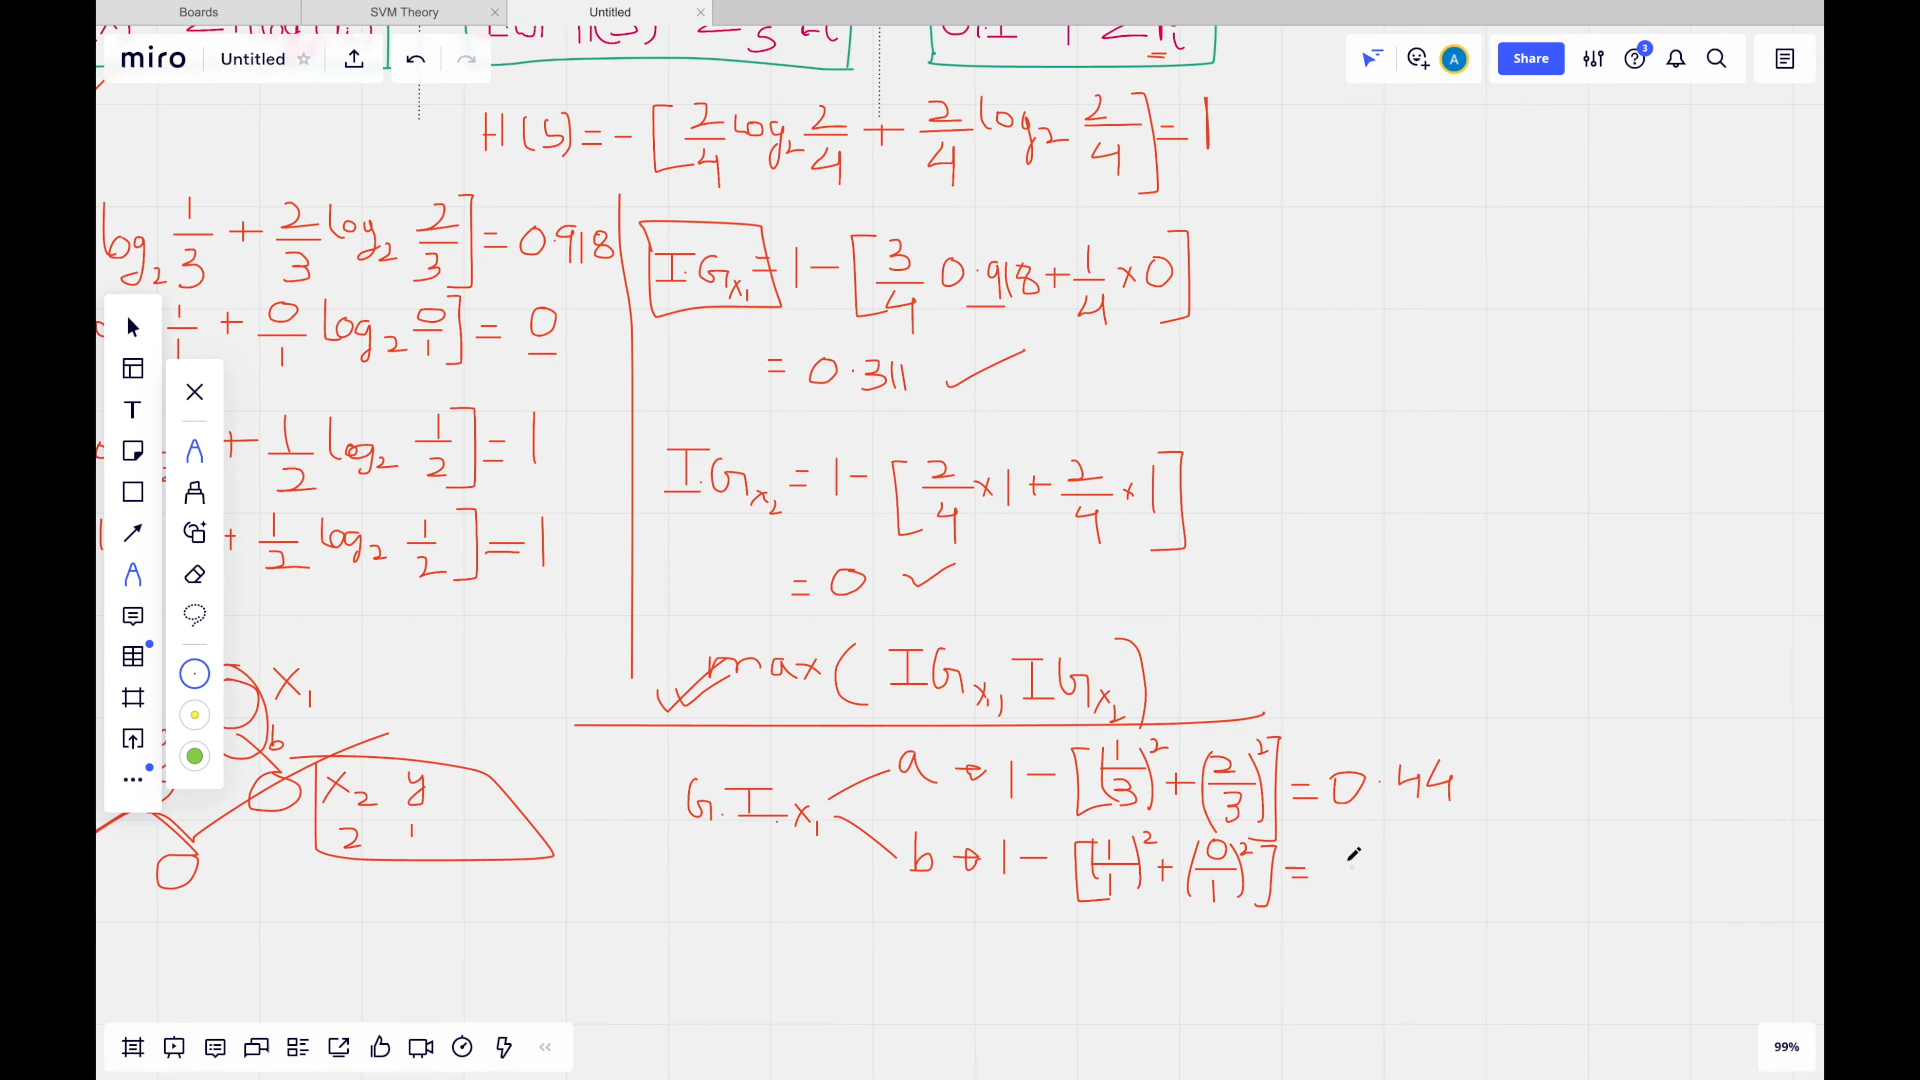 Boards SVM Theory Untitled
miro Untitled Share A 3
H(S) = - [2/4 log₂ 2/4 + 2/4 log₂ 2/4] = 1
log₂ 1/3 + 2/3 log₂ 2/3] = 0.918
I.G_x₁ = 1 - [3/4 0.918 + 1/4 × 0]
1/1 + 0/1 log₂ 0/1] = 0
= 0.311 ✓
+ 1/2 log₂ 1/2] = 1
I.G_x₂ = 1 - [2/4 × 1 + 2/4 × 1]
+ 1/2 log₂ 1/2] = 1
= 0 ✓
max(IG_x₁, IG_x₂)
x₁
b
x₂ y
2 1
G.I._x₁
a → 1 - [(1/3)² + (2/3)²] = 0.44
b → 1 - [(1/1)² + (0/1)²] =
99%